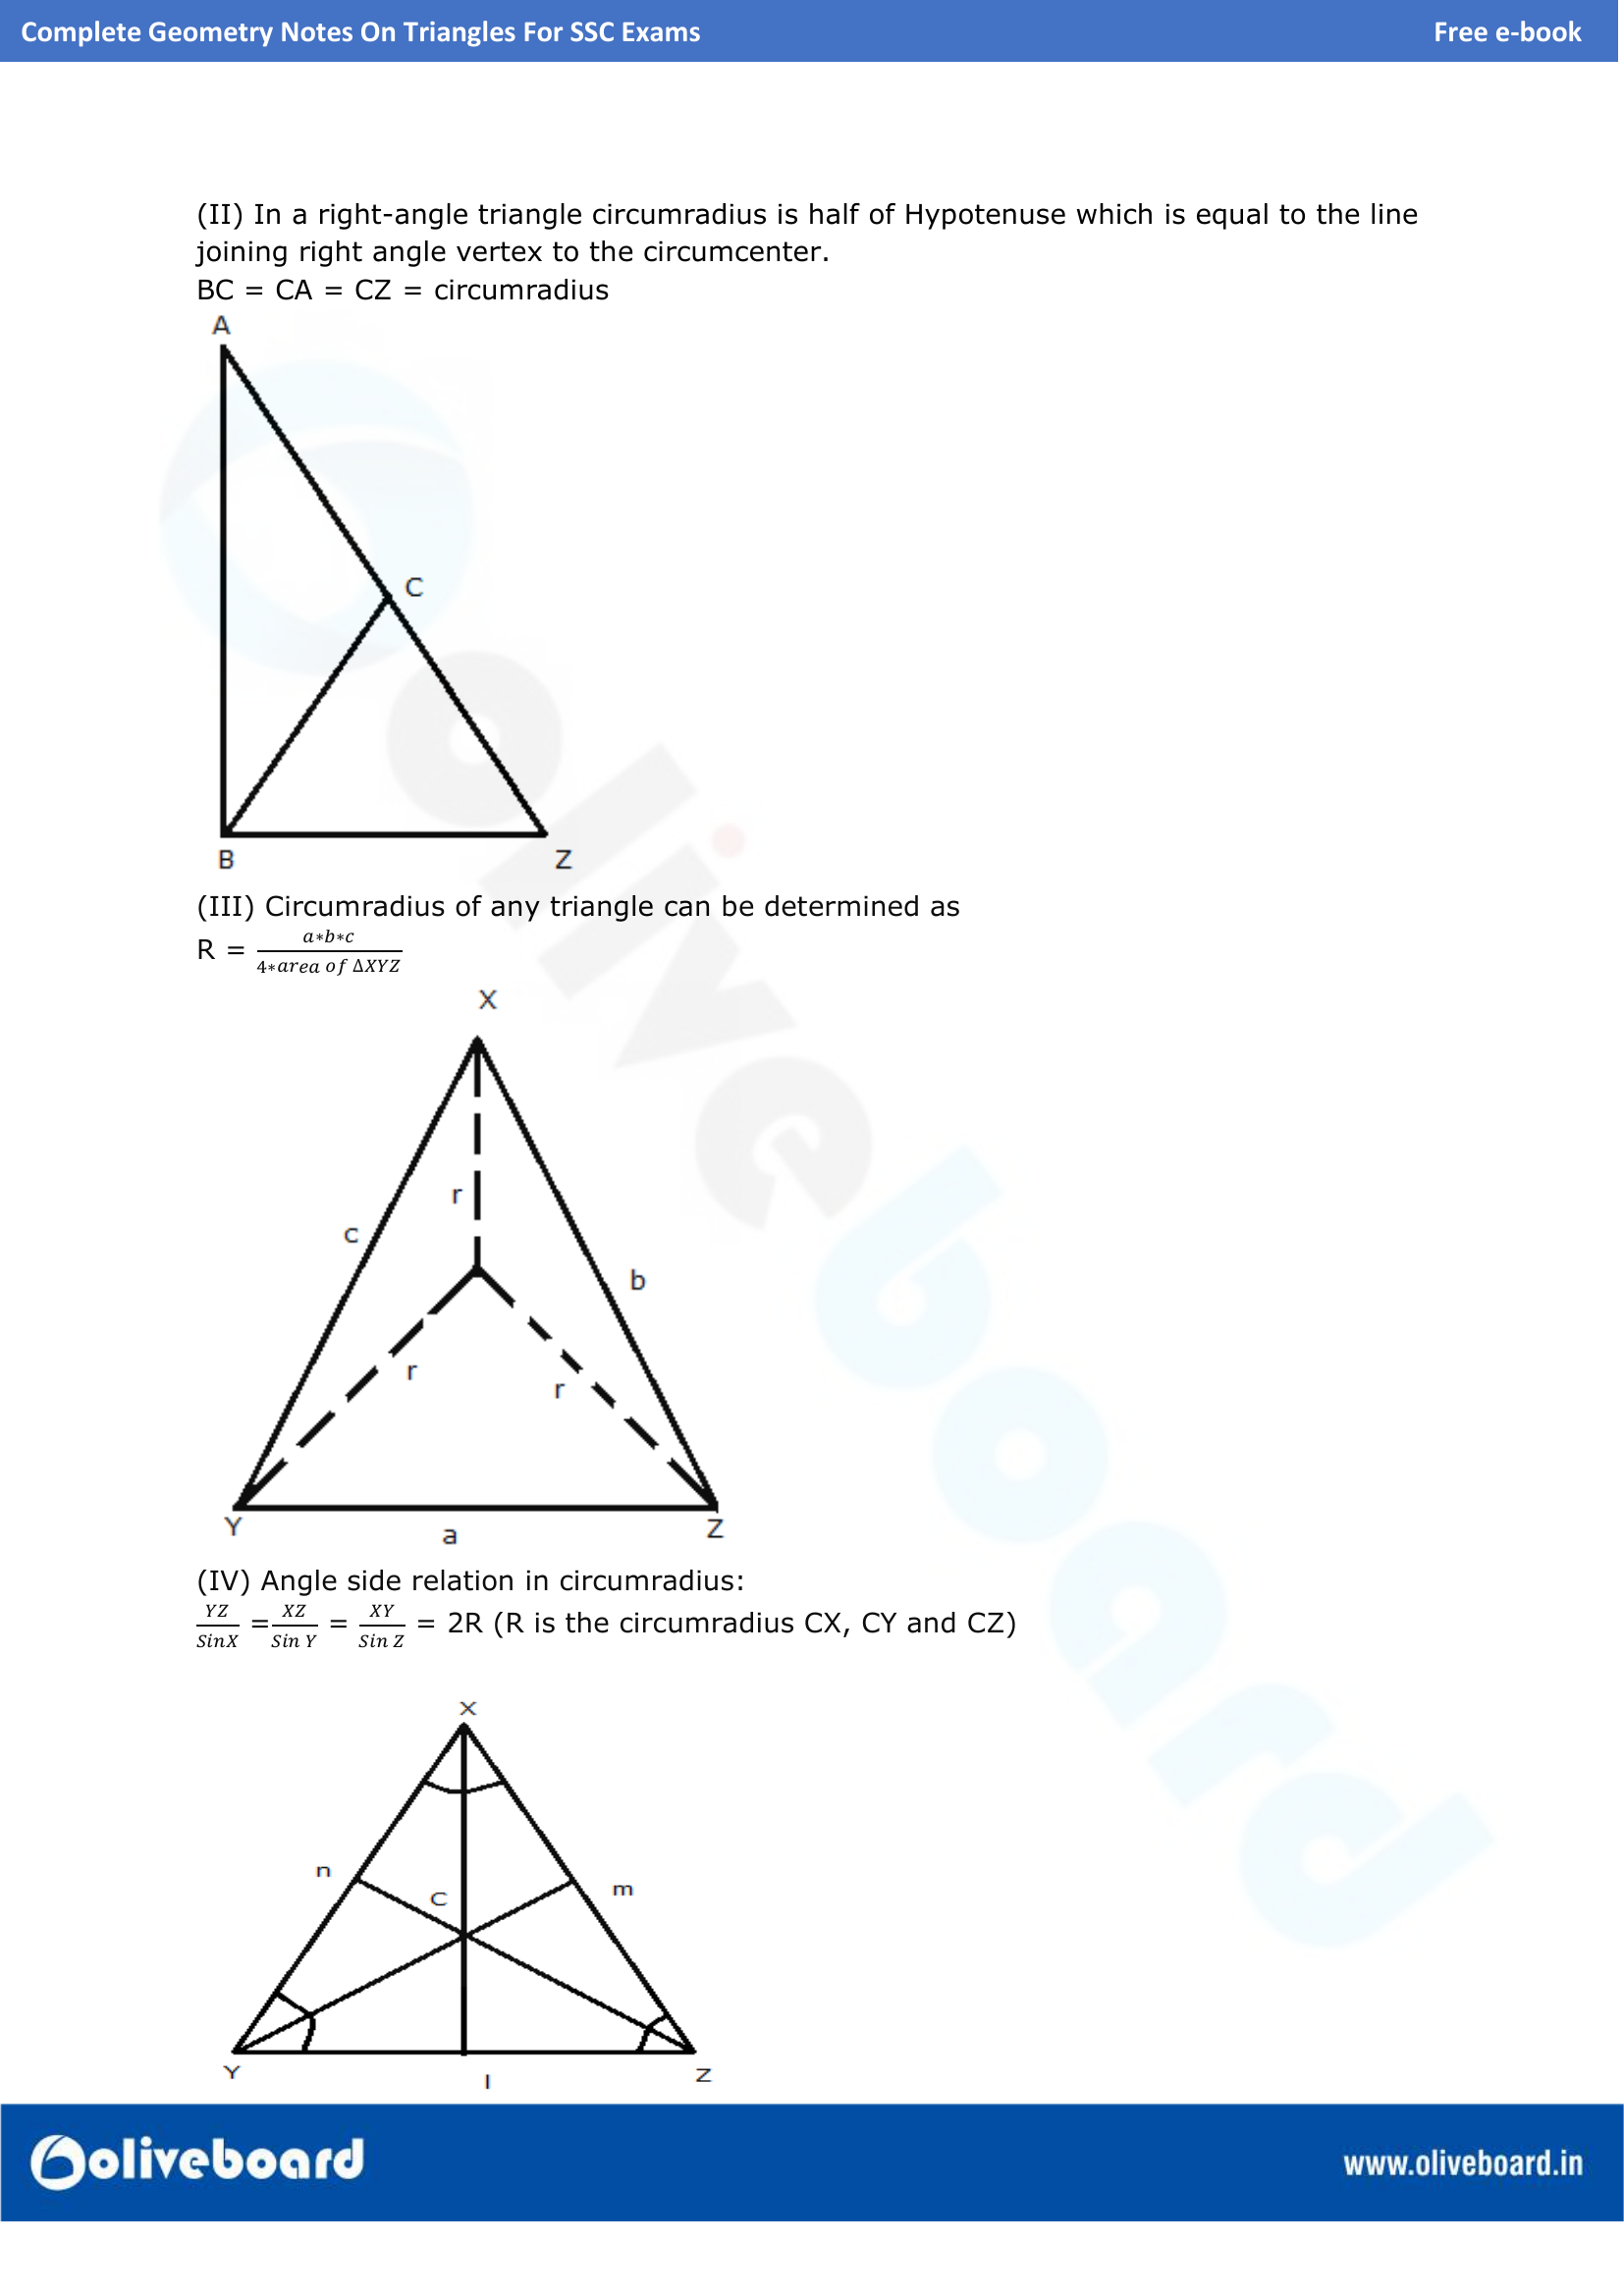 Complete Geometry Notes On Triangles For SSC Exams Free e-book
(II) In a right-angle triangle circumradius is half of Hypotenuse which is equal to the line
joining right angle vertex to the circumcenter.
BC = CA = CZ = circumradius
A
C
B Z
(III) Circumradius of any triangle can be determined as
R = a*b*c / 4*area of ΔXYZ
X
r
c
b
r
r
Y Z
a
(IV) Angle side relation in circumradius:
YZ/SinX = XZ/Sin Y = XY/Sin Z = 2R (R is the circumradius CX, CY and CZ)
X
n
C
m
Y Z
l
oliveboard
oliveboard www.oliveboard.in